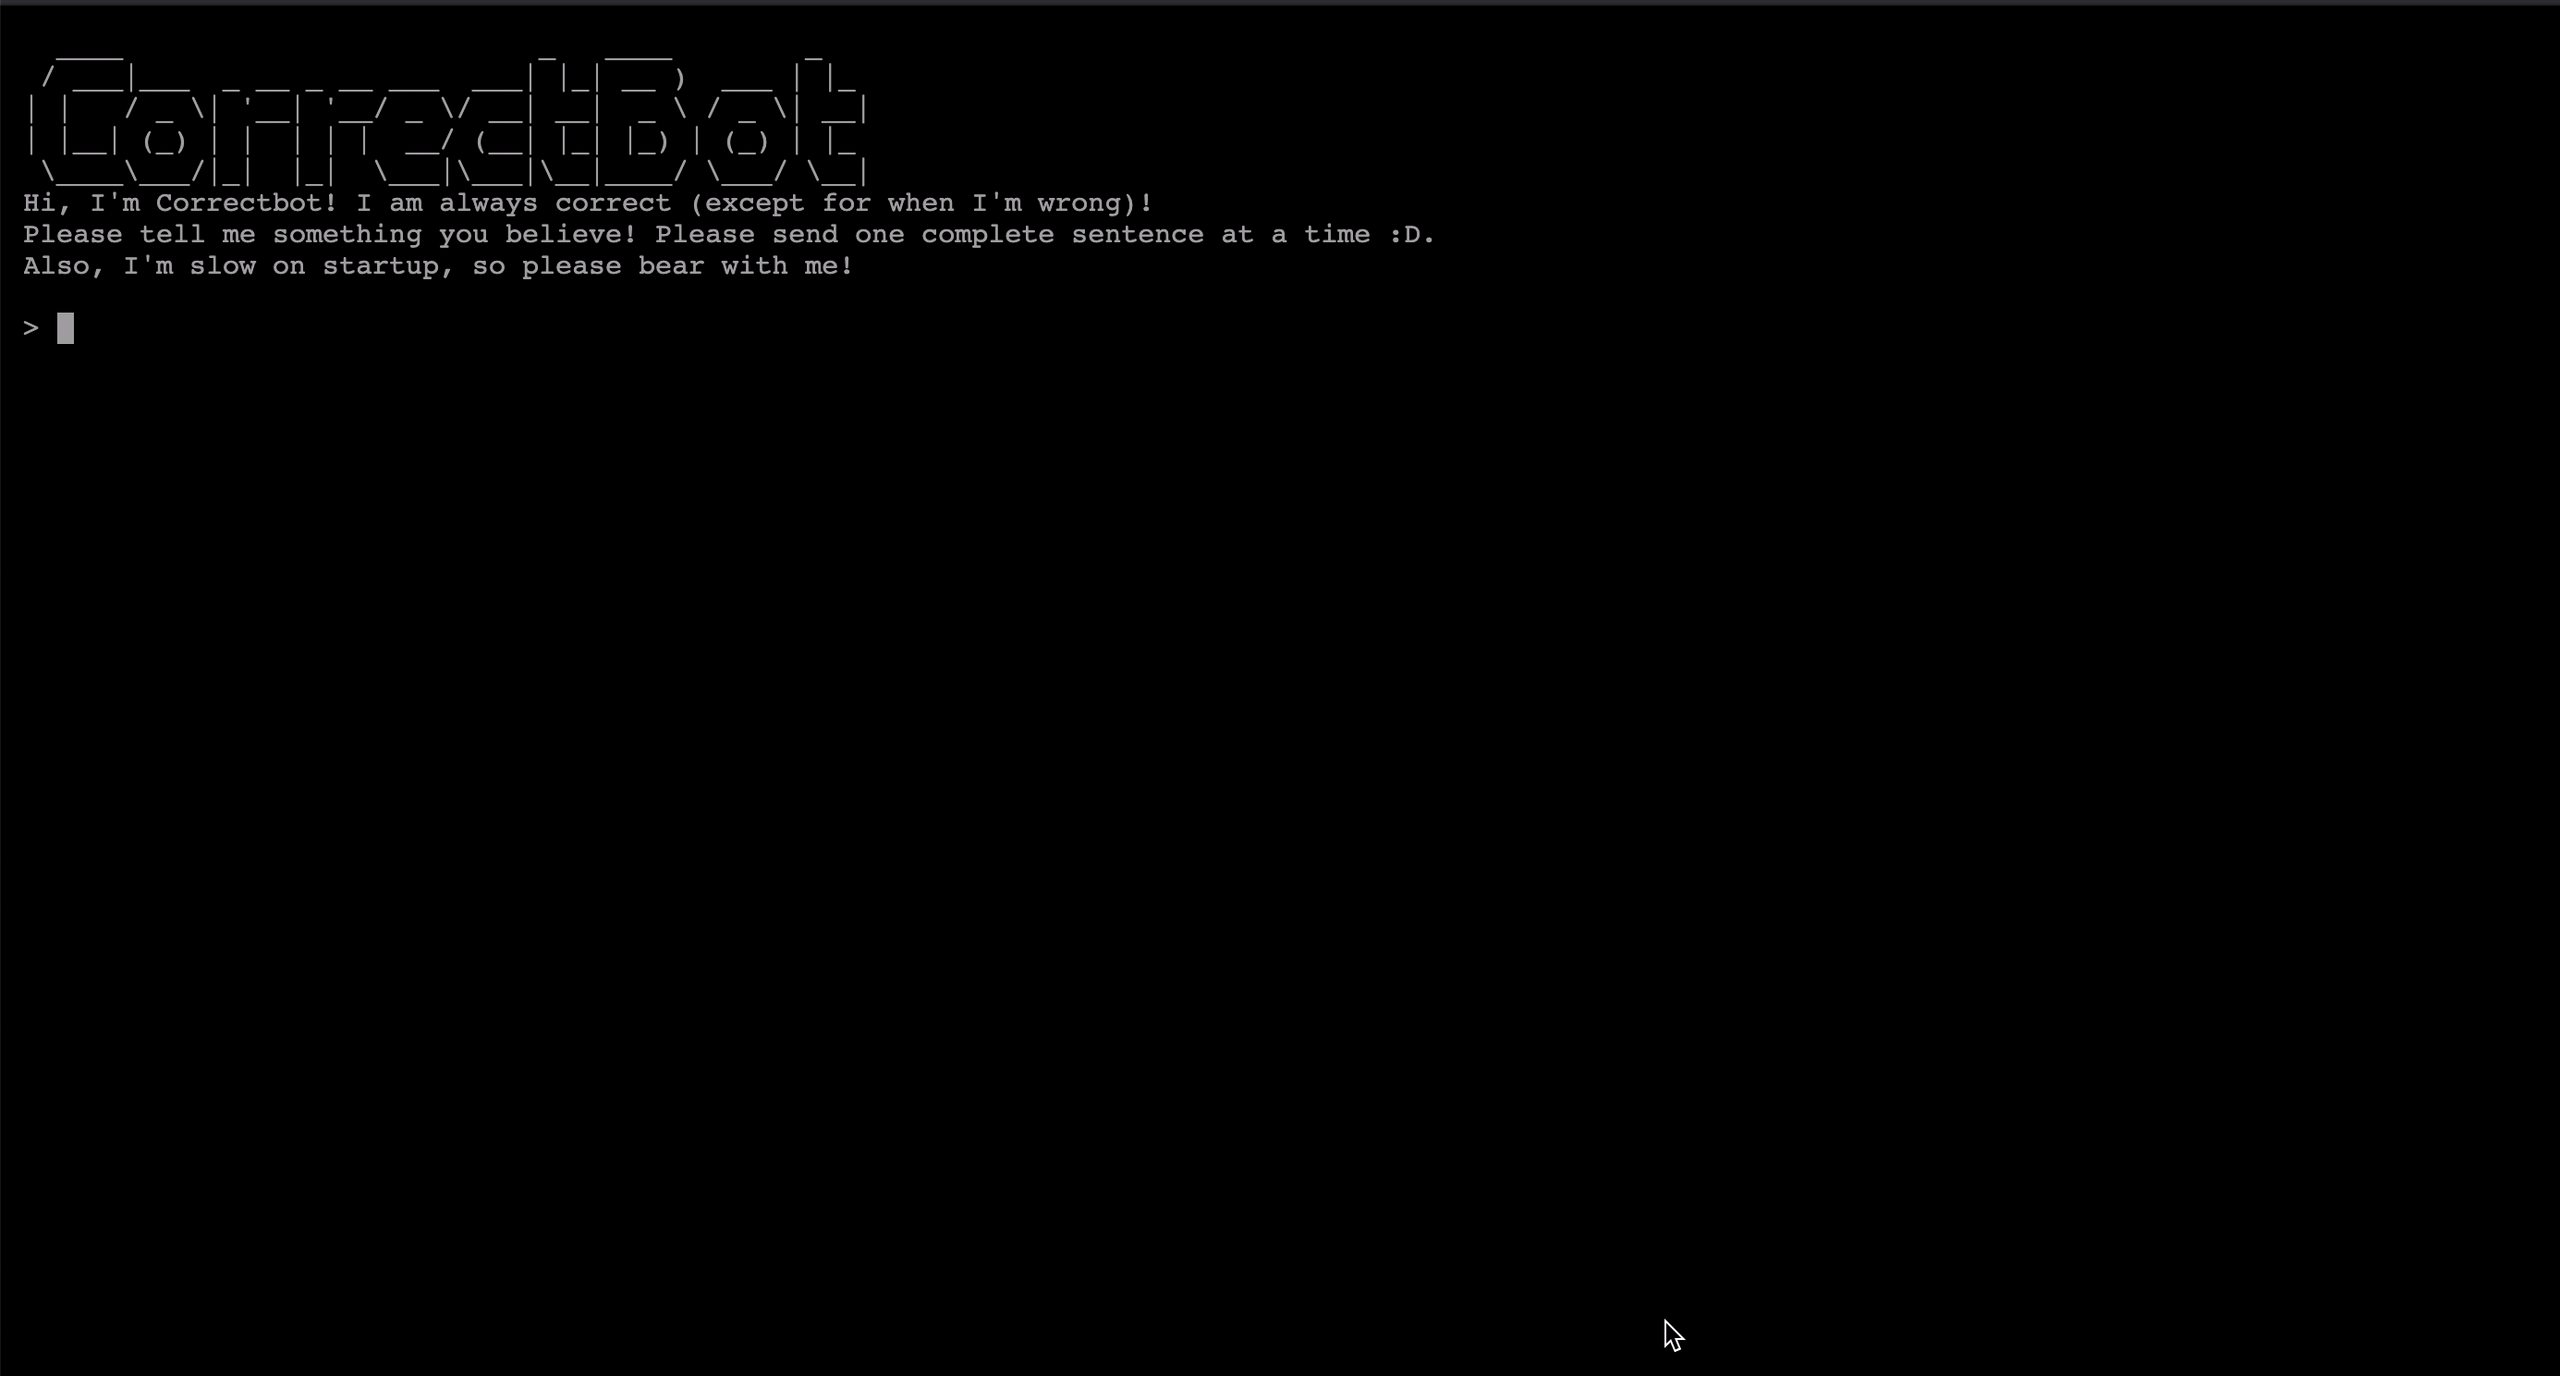 CorrectBot
Hi, I'm Correctbot! I am always correct (except for when I'm wrong)!
Please tell me something you believe! Please send one complete sentence at a time :D.
Also, I'm slow on startup, so please bear with me!
>